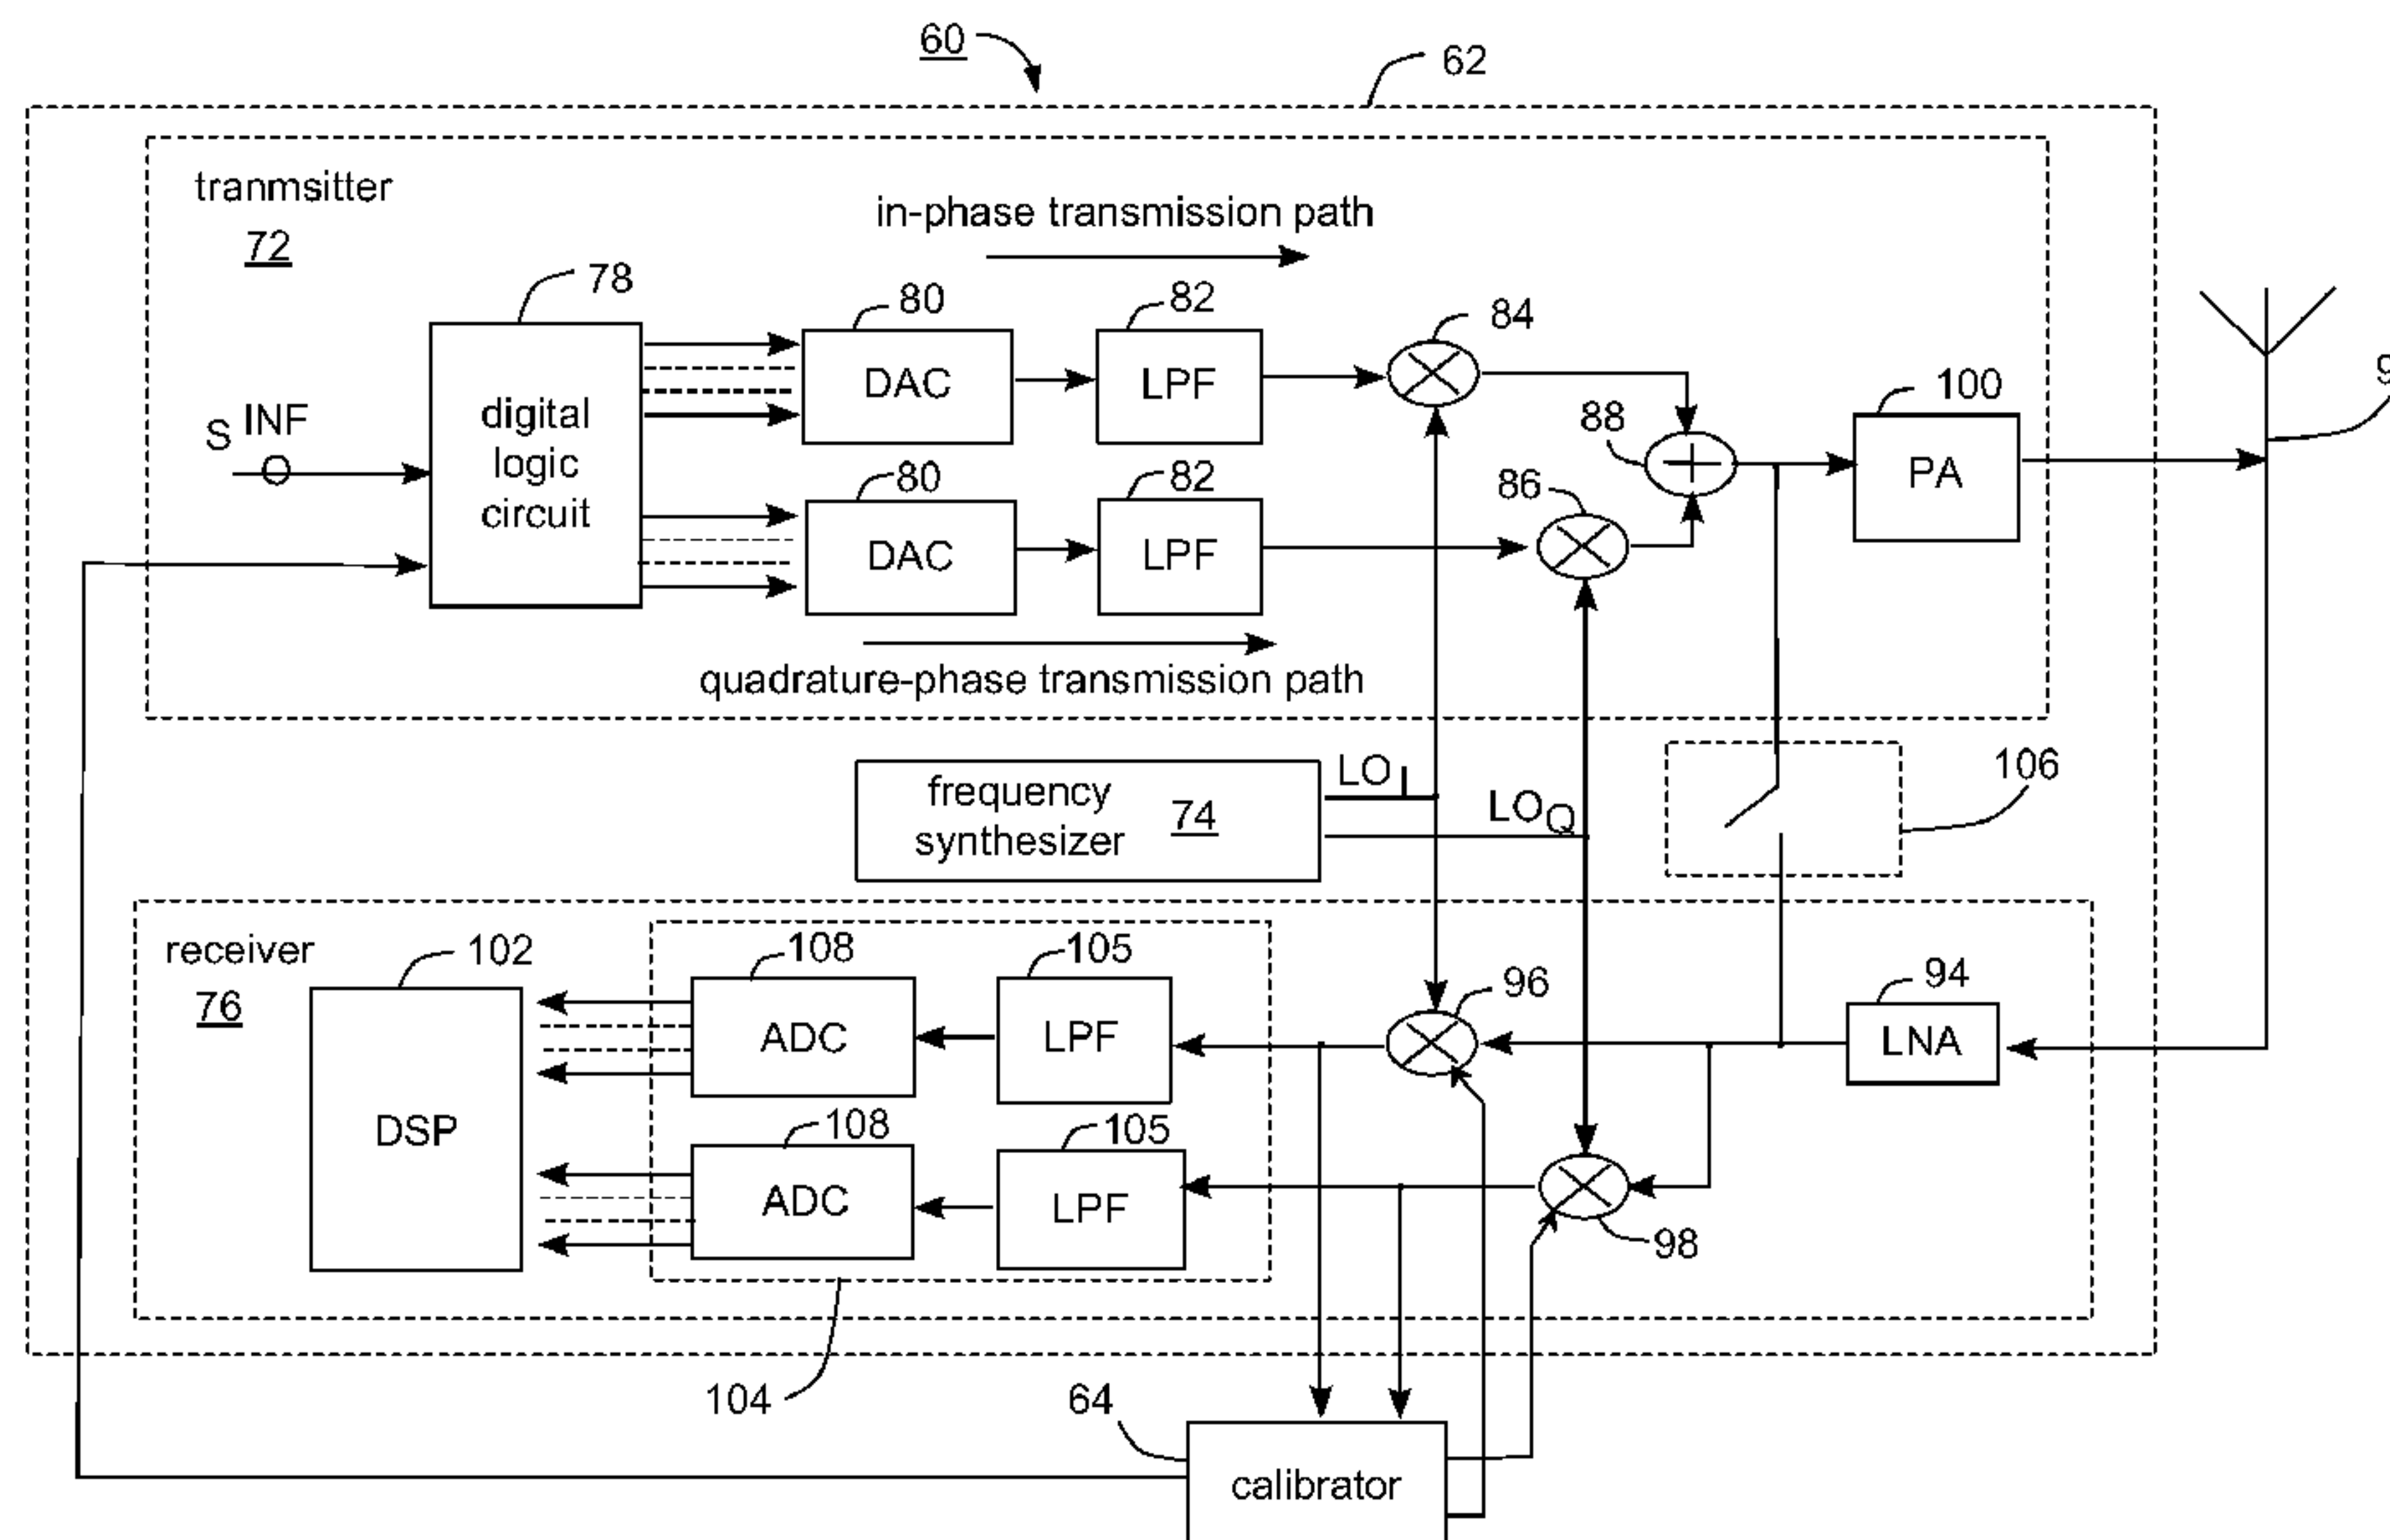 60
62
tranmsitter
72
in-phase transmission path
78
80
82
84
S INF
digital
logic
circuit
DAC
LPF
88
100
PA
9
80
82
86
DAC
LPF
quadrature-phase transmission path
frequency
synthesizer
74
LO I
LO Q
106
receiver
76
102
108
105
96
94
ADC
LPF
LNA
DSP
108
105
ADC
LPF
98
104
64
calibrator